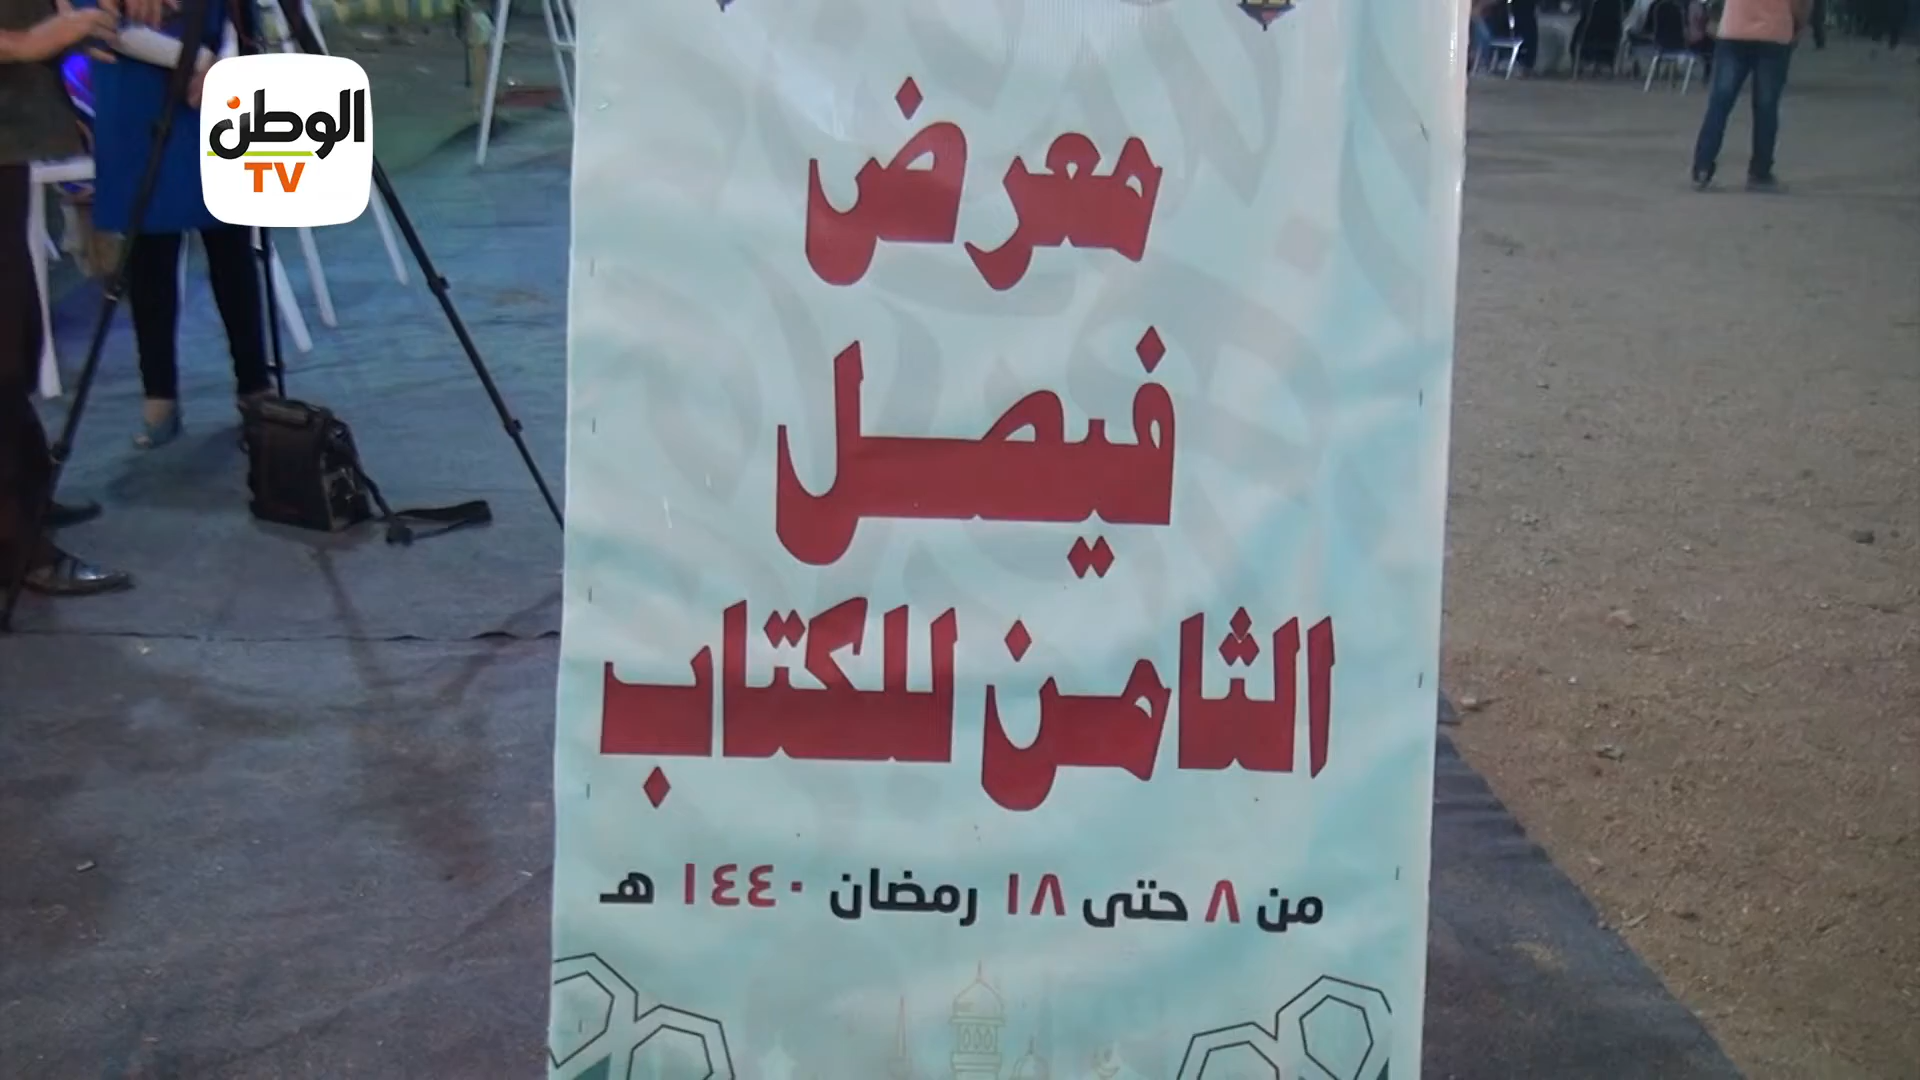 الوطن
TV
معرض
فيصل
الثامن للكتاب
من ٨ حتى ١٨ رمضان ١٤٤٠ هـ